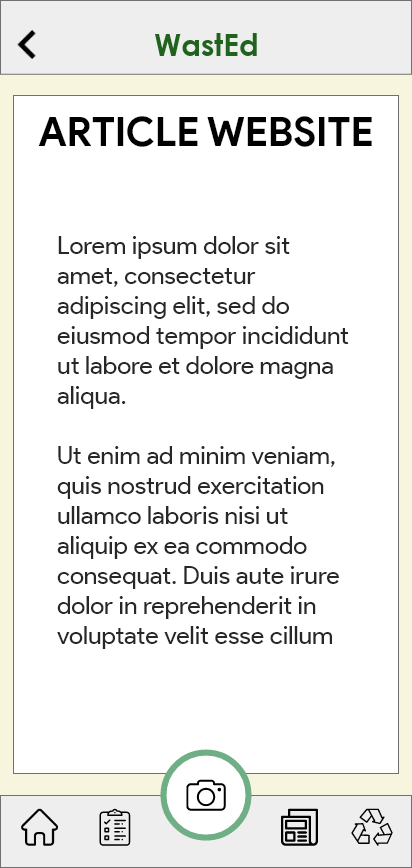 WastEd
ARTICLE WEBSITE
Lorem ipsum dolor sit
amet, consectetur
adipiscing elit, sed do
eiusmod tempor incididunt
ut labore et dolore magna
aliqua.
Ut enim ad minim veniam,
quis nostrud exercitation
ullamco laboris nisi ut
aliquip ex ea commodo
consequat. Duis aute irure
dolor in reprehenderit in
voluptate velit esse cillum